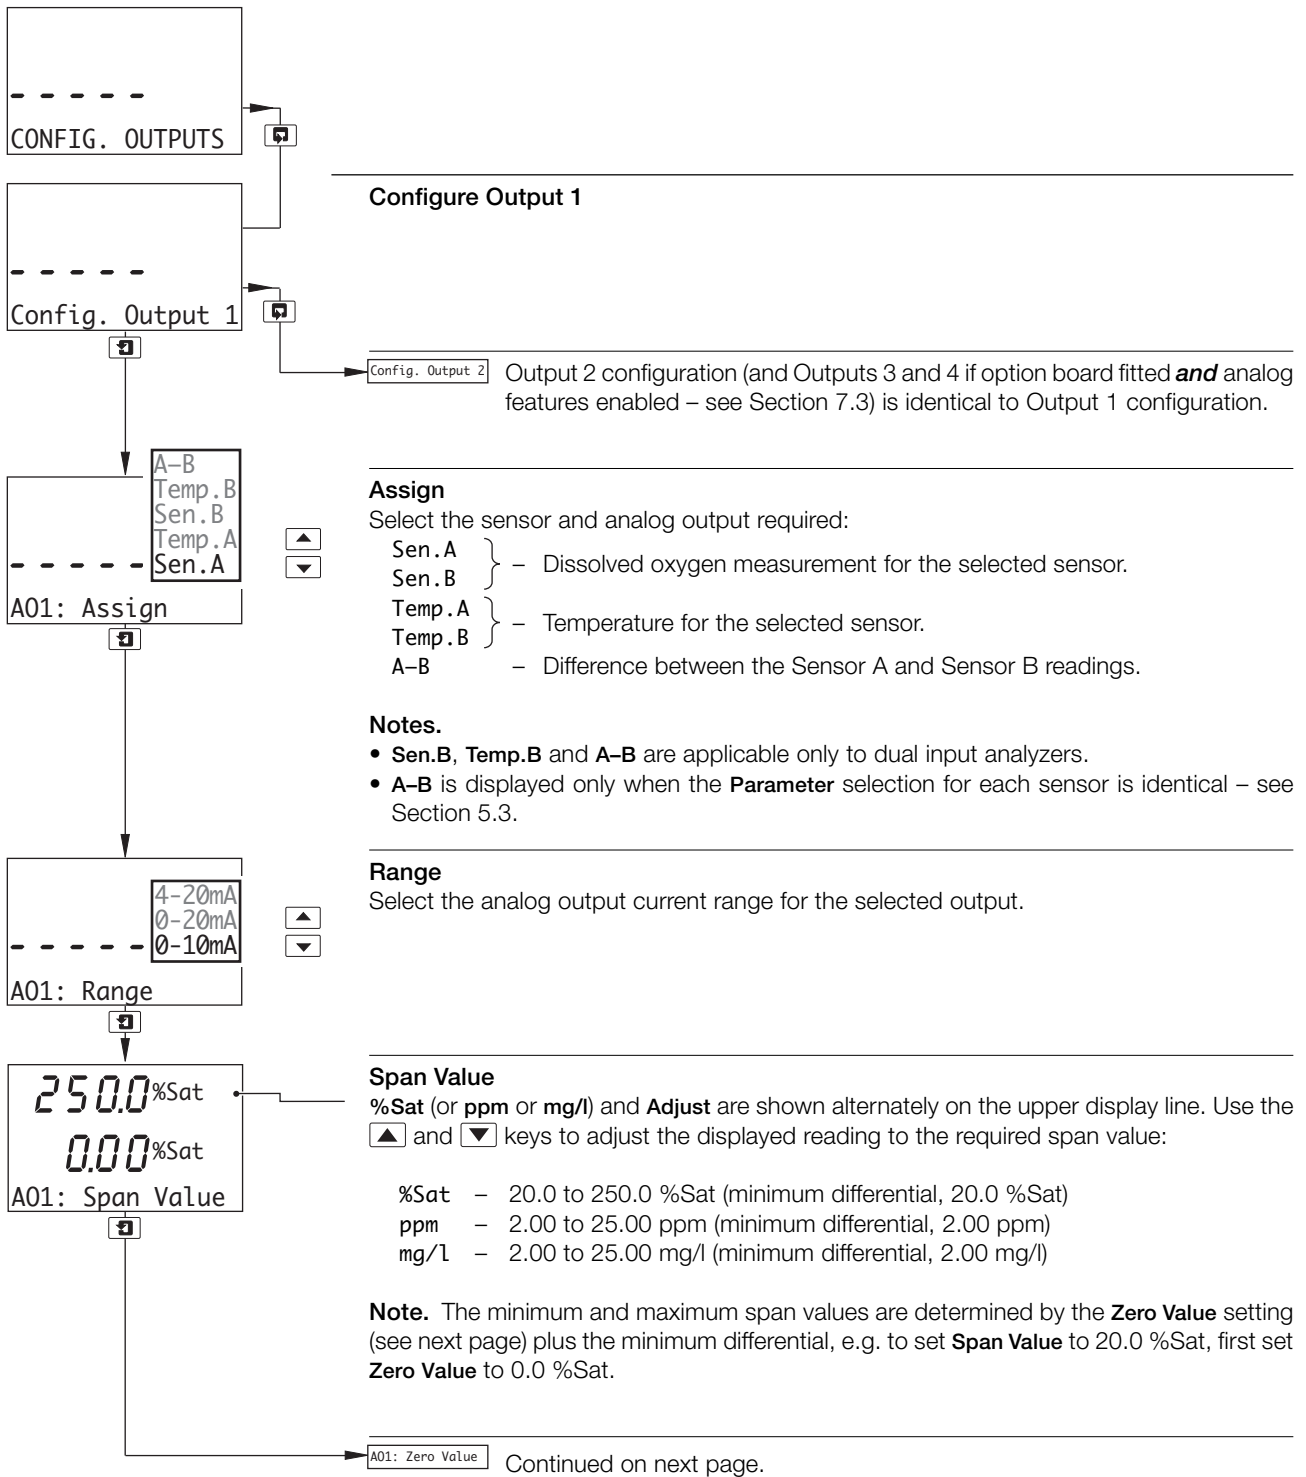 CONFIG. OUTPUTS
Configure Output 1
Config. Output 1
Config. Output 2
Output 2 configuration (and Outputs 3 and 4 if option board fitted and analog
features enabled – see Section 7.3) is identical to Output 1 configuration.
A–B
Temp.B
Sen.B
Temp.A
Sen.A
A01: Assign
Assign
Select the sensor and analog output required:
Sen.A
Sen.B
– Dissolved oxygen measurement for the selected sensor.
Temp.A
Temp.B
– Temperature for the selected sensor.
A–B – Difference between the Sensor A and Sensor B readings.
Notes.
• Sen.B, Temp.B and A–B are applicable only to dual input analyzers.
• A–B is displayed only when the Parameter selection for each sensor is identical – see
Section 5.3.
4-20mA
0-20mA
0-10mA
A01: Range
Range
Select the analog output current range for the selected output.
250.0 %Sat
0.00 %Sat
A01: Span Value
Span Value
%Sat (or ppm or mg/l) and Adjust are shown alternately on the upper display line. Use the
and keys to adjust the displayed reading to the required span value:
%Sat – 20.0 to 250.0 %Sat (minimum differential, 20.0 %Sat)
ppm – 2.00 to 25.00 ppm (minimum differential, 2.00 ppm)
mg/l – 2.00 to 25.00 mg/l (minimum differential, 2.00 mg/l)
Note. The minimum and maximum span values are determined by the Zero Value setting
(see next page) plus the minimum differential, e.g. to set Span Value to 20.0 %Sat, first set
Zero Value to 0.0 %Sat.
A01: Zero Value
Continued on next page.